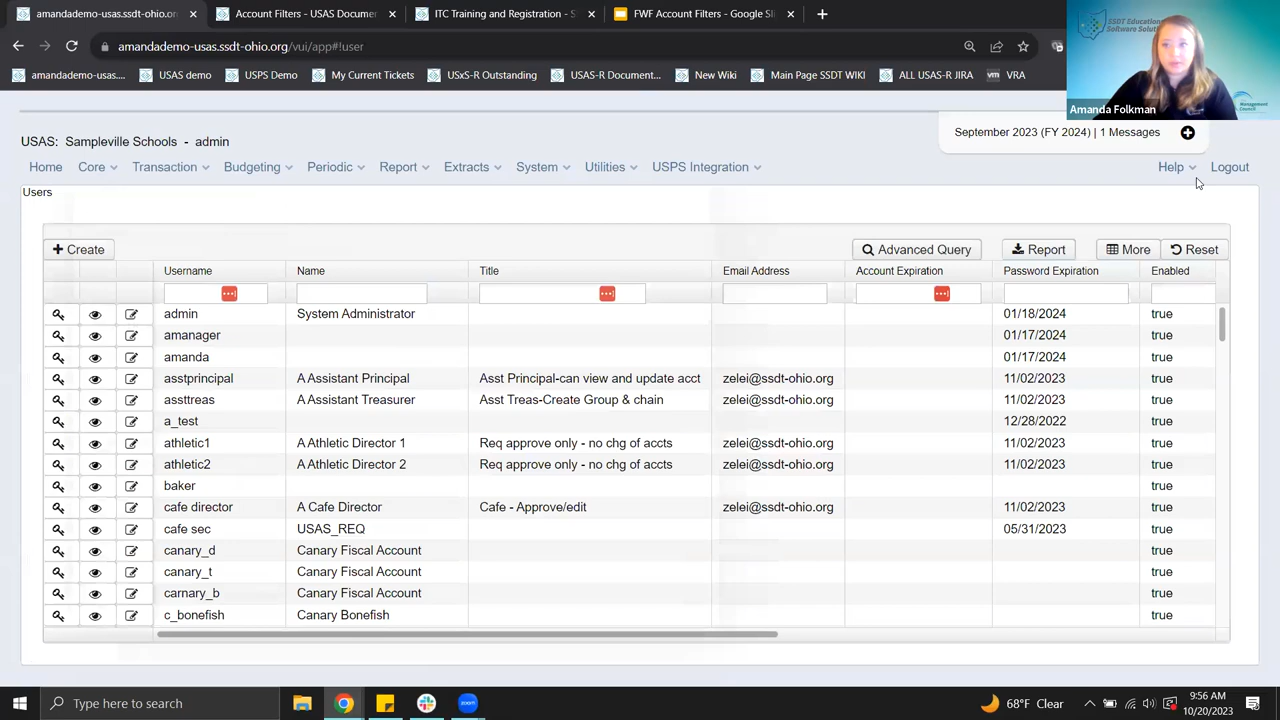 amandademo-usas.ssdt-ohio.or
Account Filters - USAS Documen
ITC Training and Registration - S
FWF Account Filters - Google Sli
amandademo-usas.ssdt-ohio.org/vui/app#!user
amandademo-usas....
USAS demo
USPS Demo
My Current Tickets
USxS-R Outstanding
USAS-R Document...
New Wiki
Main Page SSDT WIKI
ALL USAS-R JIRA
VRA
SSDT Educationa
Software Soluti
Amanda Folkman
Management
Council
September 2023 (FY 2024) | 1 Messages
USAS: Sampleville Schools - admin
Home Core Transaction Budgeting Periodic Report Extracts System Utilities USPS Integration Help Logout
Users
Create Advanced Query Report More Reset
Username Name Title Email Address Account Expiration Password Expiration Enabled
admin System Administrator 01/18/2024 true
amanager 01/17/2024 true
amanda 01/17/2024 true
asstprincipal A Assistant Principal Asst Principal-can view and update acct zelei@ssdt-ohio.org 11/02/2023 true
assttreas A Assistant Treasurer Asst Treas-Create Group & chain zelei@ssdt-ohio.org 11/02/2023 true
a_test 12/28/2022 true
athletic1 A Athletic Director 1 Req approve only - no chg of accts zelei@ssdt-ohio.org 11/02/2023 true
athletic2 A Athletic Director 2 Req approve only - no chg of accts zelei@ssdt-ohio.org 11/02/2023 true
baker true
cafe director A Cafe Director Cafe - Approve/edit zelei@ssdt-ohio.org 11/02/2023 true
cafe sec USAS_REQ 05/31/2023 true
canary_d Canary Fiscal Account true
canary_t Canary Fiscal Account true
carnary_b Canary Fiscal Account true
c_bonefish Canary Bonefish true
Type here to search
68°F Clear
9:56 AM
10/20/2023